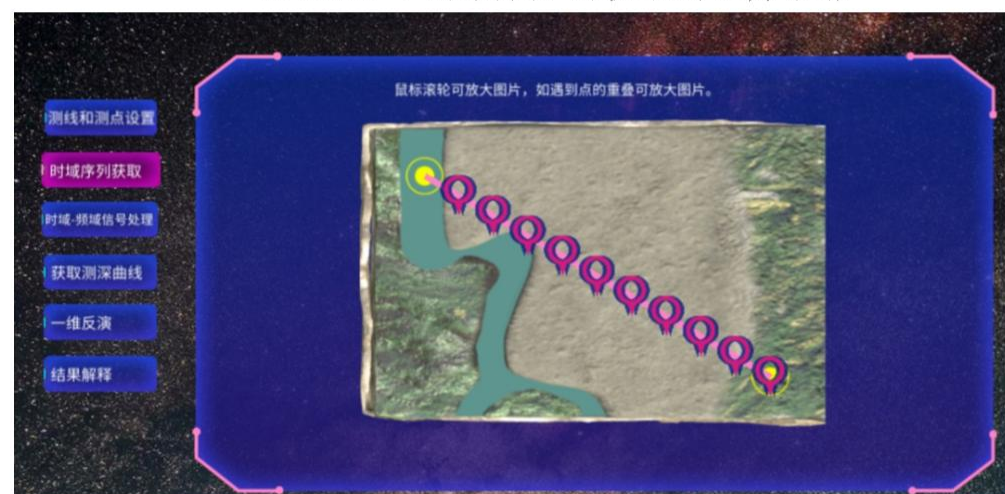 鼠标滚轮可放大图片，如遇到点的重叠可放大图片。
测线和测点设置
时域序列获取
时域-频域信号处理
获取测深曲线
一维反演
结果解释